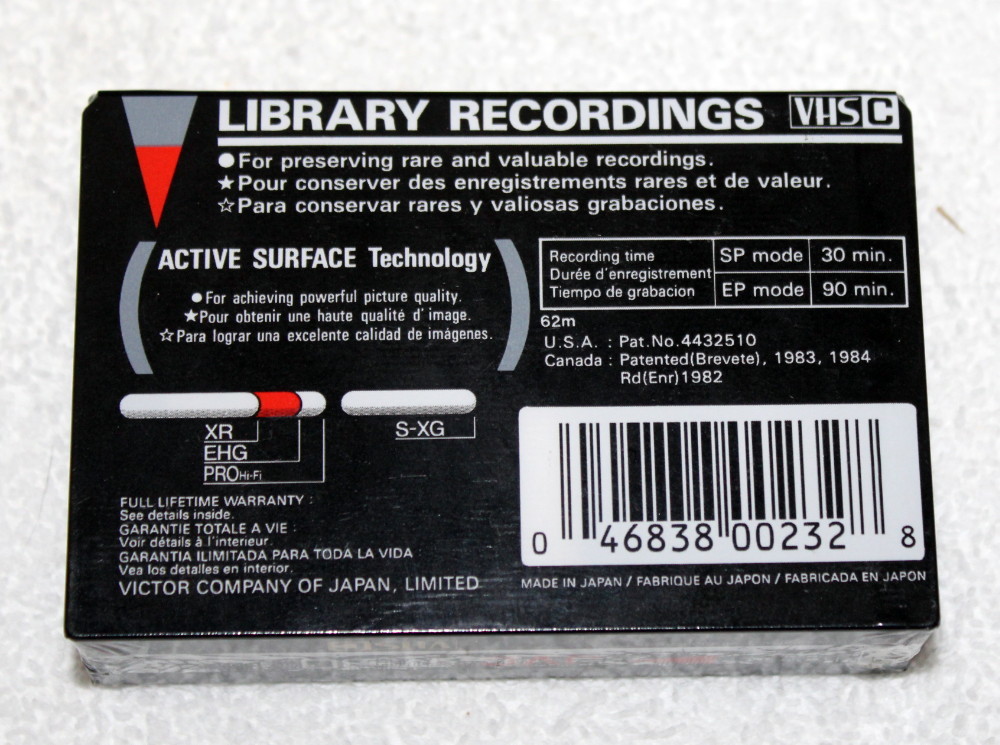 LIBRARY RECORDINGS VHS C
●For preserving rare and valuable recordings.
★Pour conserver des enregistrements rares et de valeur.
☆Para conservar rares y valiosas grabaciones.
ACTIVE SURFACE Technology
●For achieving powerful picture quality.
★Pour obtenir une haute qualité d'image.
☆Para lograr una excelente calidad de imágenes.
Recording time
Durée d'enregistrement
Tiempo de grabacion
SP mode 30 min.
EP mode 90 min.
62m
U.S.A. : Pat.No.4432510
Canada : Patented(Brevete), 1983, 1984
Rd(Enr)1982
XR
EHG
PRO Hi-Fi
S-XG
FULL LIFETIME WARRANTY :
See details inside.
GARANTIE TOTALE A VIE :
Voir détails à l'interieur.
GARANTIA ILIMITADA PARA TODA LA VIDA :
Vea los detalles en interior.
VICTOR COMPANY OF JAPAN, LIMITED
0 46838 00232 8
MADE IN JAPAN / FABRIQUE AU JAPON / FABRICADA EN JAPON